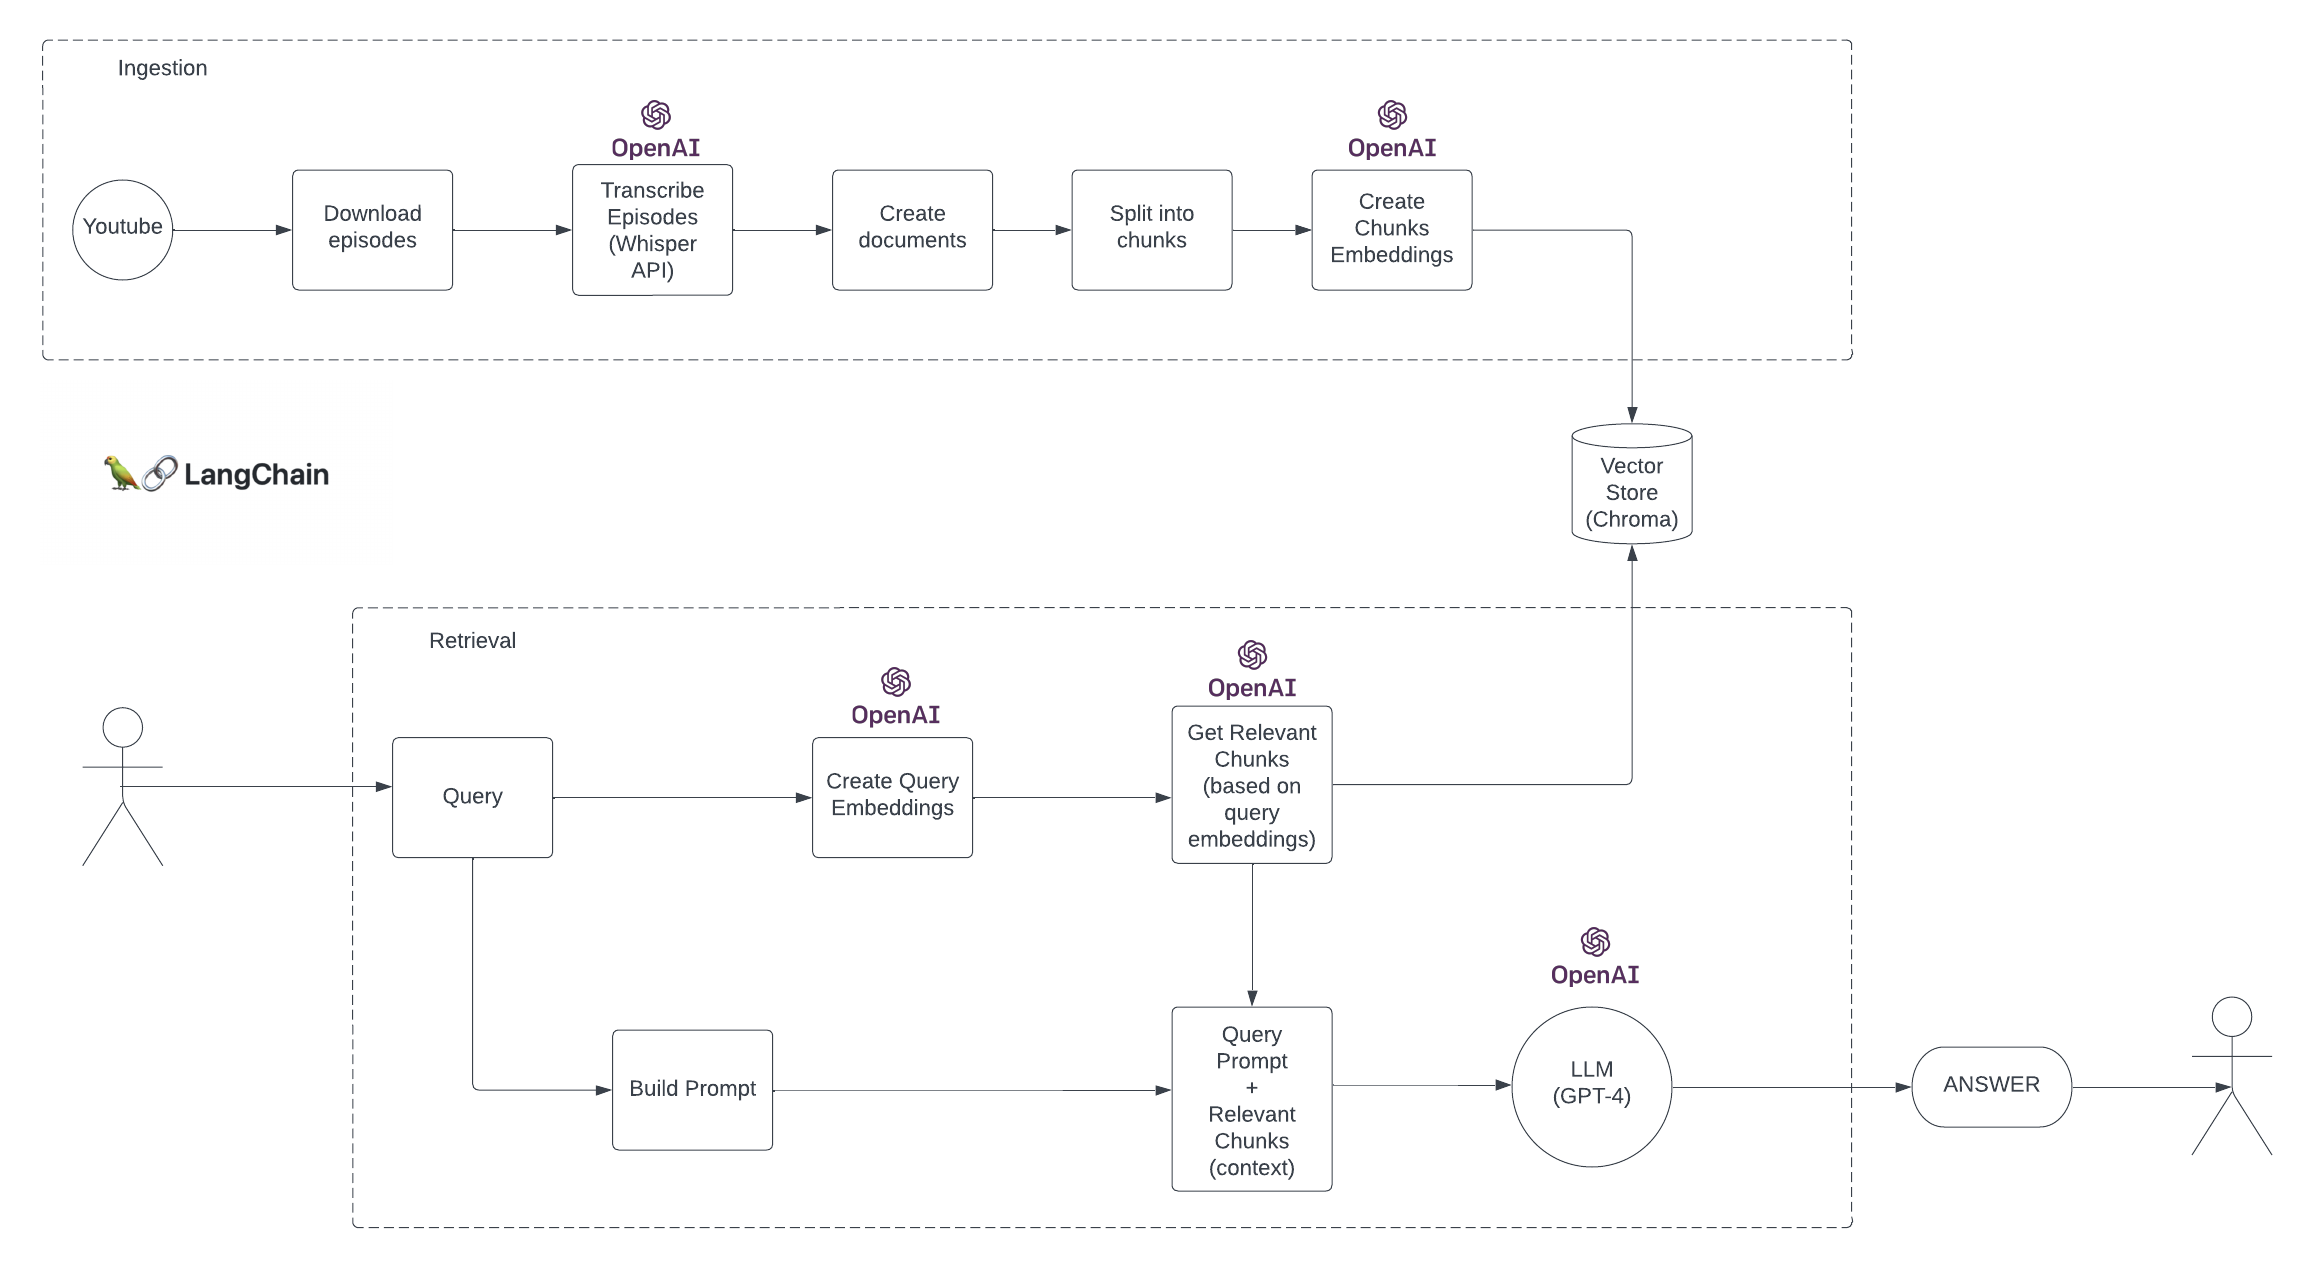 Ingestion
OpenAI
OpenAI
Youtube
Download
episodes
Transcribe
Episodes
(Whisper
API)
Create
documents
Split into
chunks
Create
Chunks
Embeddings
LangChain
Vector
Store
(Chroma)
Retrieval
OpenAI
OpenAI
Query
Create Query
Embeddings
Get Relevant
Chunks
(based on
query
embeddings)
OpenAI
Build Prompt
Query
Prompt
+
Relevant
Chunks
(context)
LLM
(GPT-4)
ANSWER